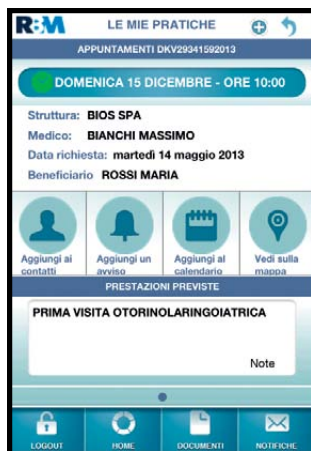 RBM
LE MIE PRATICHE
APPUNTAMENTI DKV29341592013
DOMENICA 15 DICEMBRE - ORE 10:00
Struttura: BIOS SPA
Medico: BIANCHI MASSIMO
Data richiesta: martedì 14 maggio 2013
Beneficiario ROSSI MARIA
Aggiungi ai contatti
Aggiungi un avviso
Aggiungi al calendario
Vedi sulla mappa
PRESTAZIONI PREVISTE
PRIMA VISITA OTORINOLARINGOIATRICA
Note
LOGOUT
HOME
DOCUMENTI
NOTIFICHE